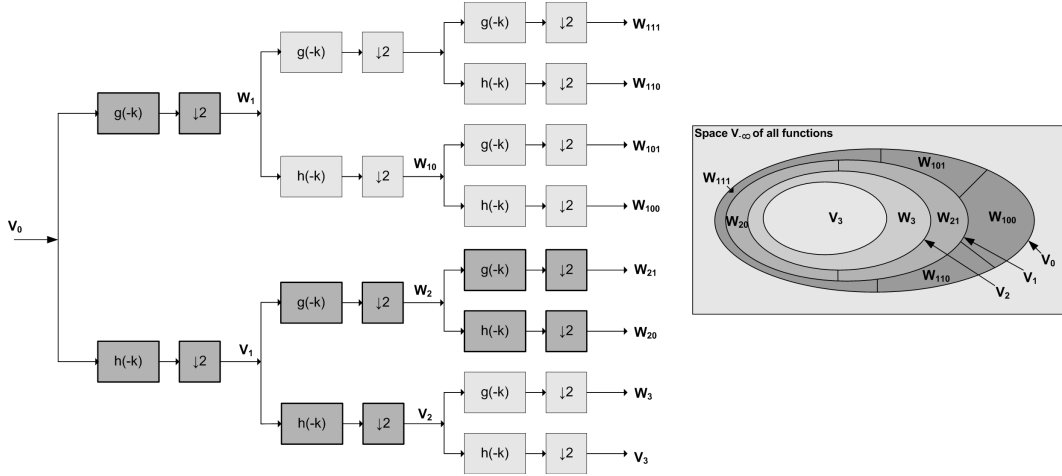 g(-k) ↓2 W111
g(-k) ↓2
W1
h(-k) ↓2 W110
g(-k) ↓2
g(-k) ↓2 W101
W10
h(-k) ↓2
h(-k) ↓2 W100
V0
g(-k) ↓2 W21
W2
g(-k) ↓2
h(-k) ↓2 W20
V1
h(-k) ↓2
g(-k) ↓2 W3
V2
h(-k) ↓2
h(-k) ↓2 V3
Space V-∞ of all functions
W101
W111
W20 V3 W3 W21 W100
V0
W110
V1
V2